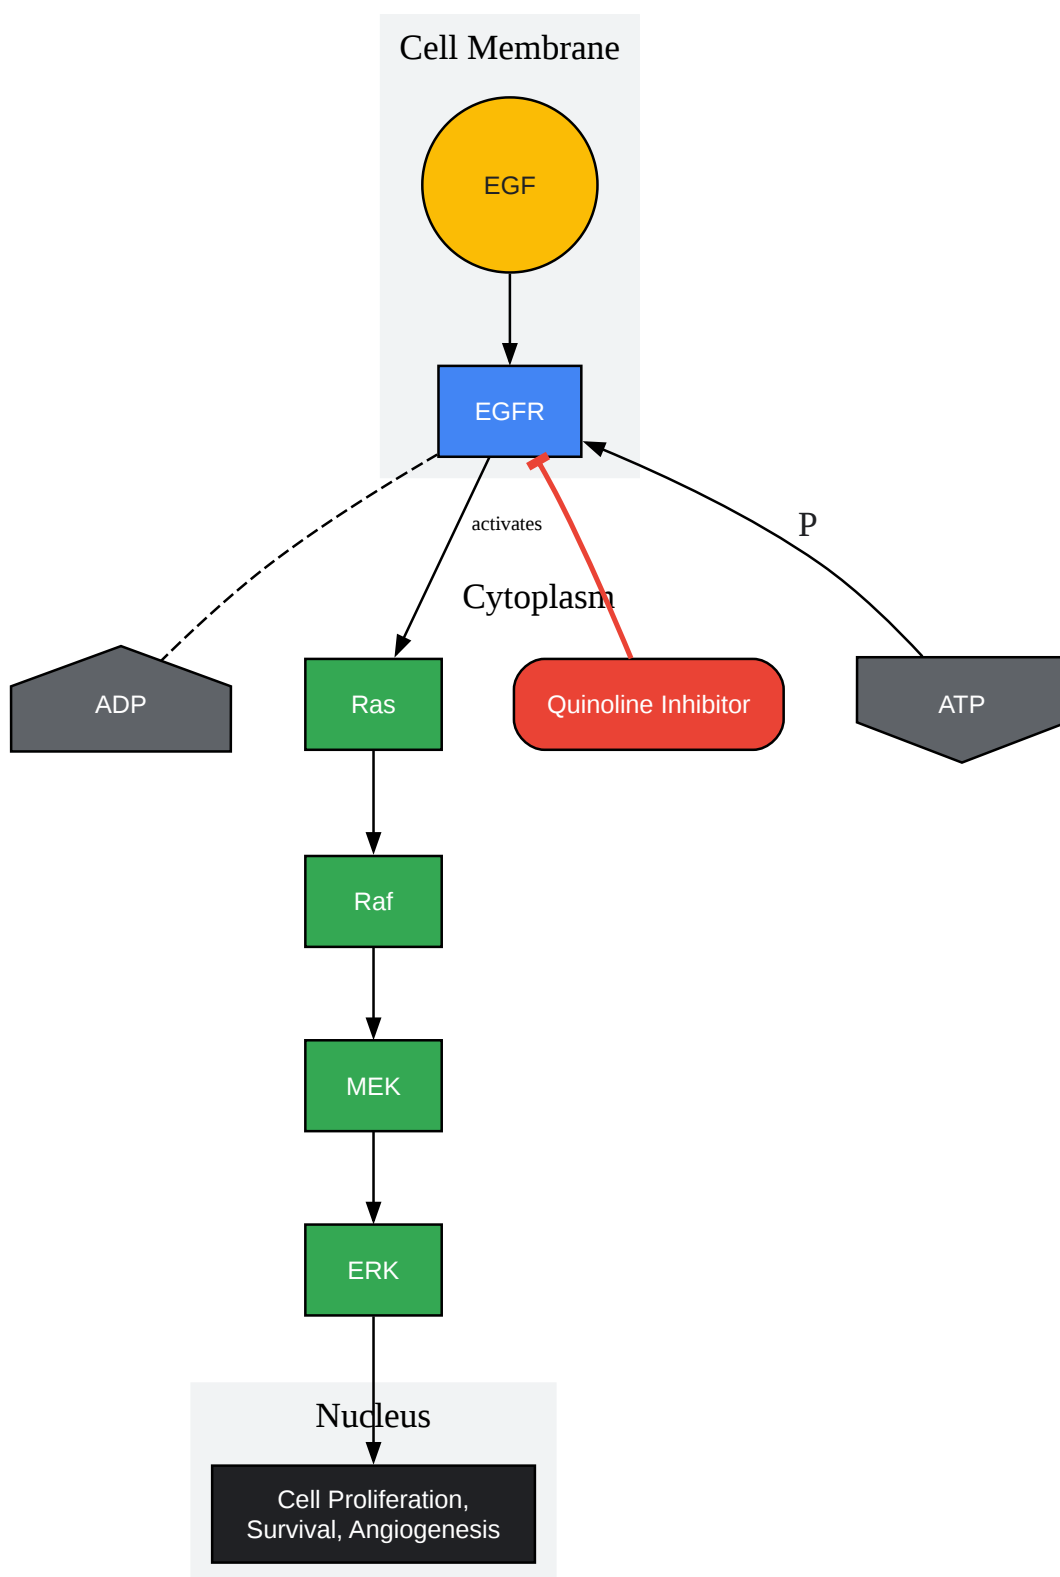 Cell Membrane
EGF
EGFR
activates
P
Cytoplasm
ADP
Ras
Quinoline Inhibitor
ATP
Raf
MEK
ERK
Nucleus
Cell Proliferation,
Survival, Angiogenesis